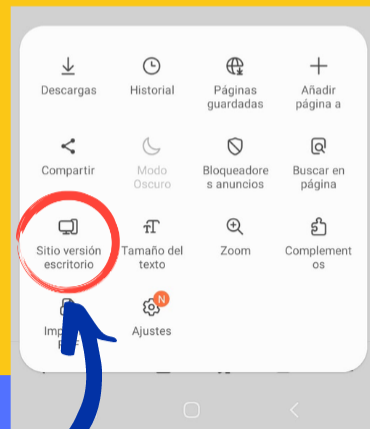 Descargas
Historial
Páginas
guardadas
Añadir
página a
Compartir
Modo
Oscuro
Bloqueadore
s anuncios
Buscar en
página
Sitio versión
escritorio
Tamaño del
texto
Zoom
Complement
os
N
Ajustes